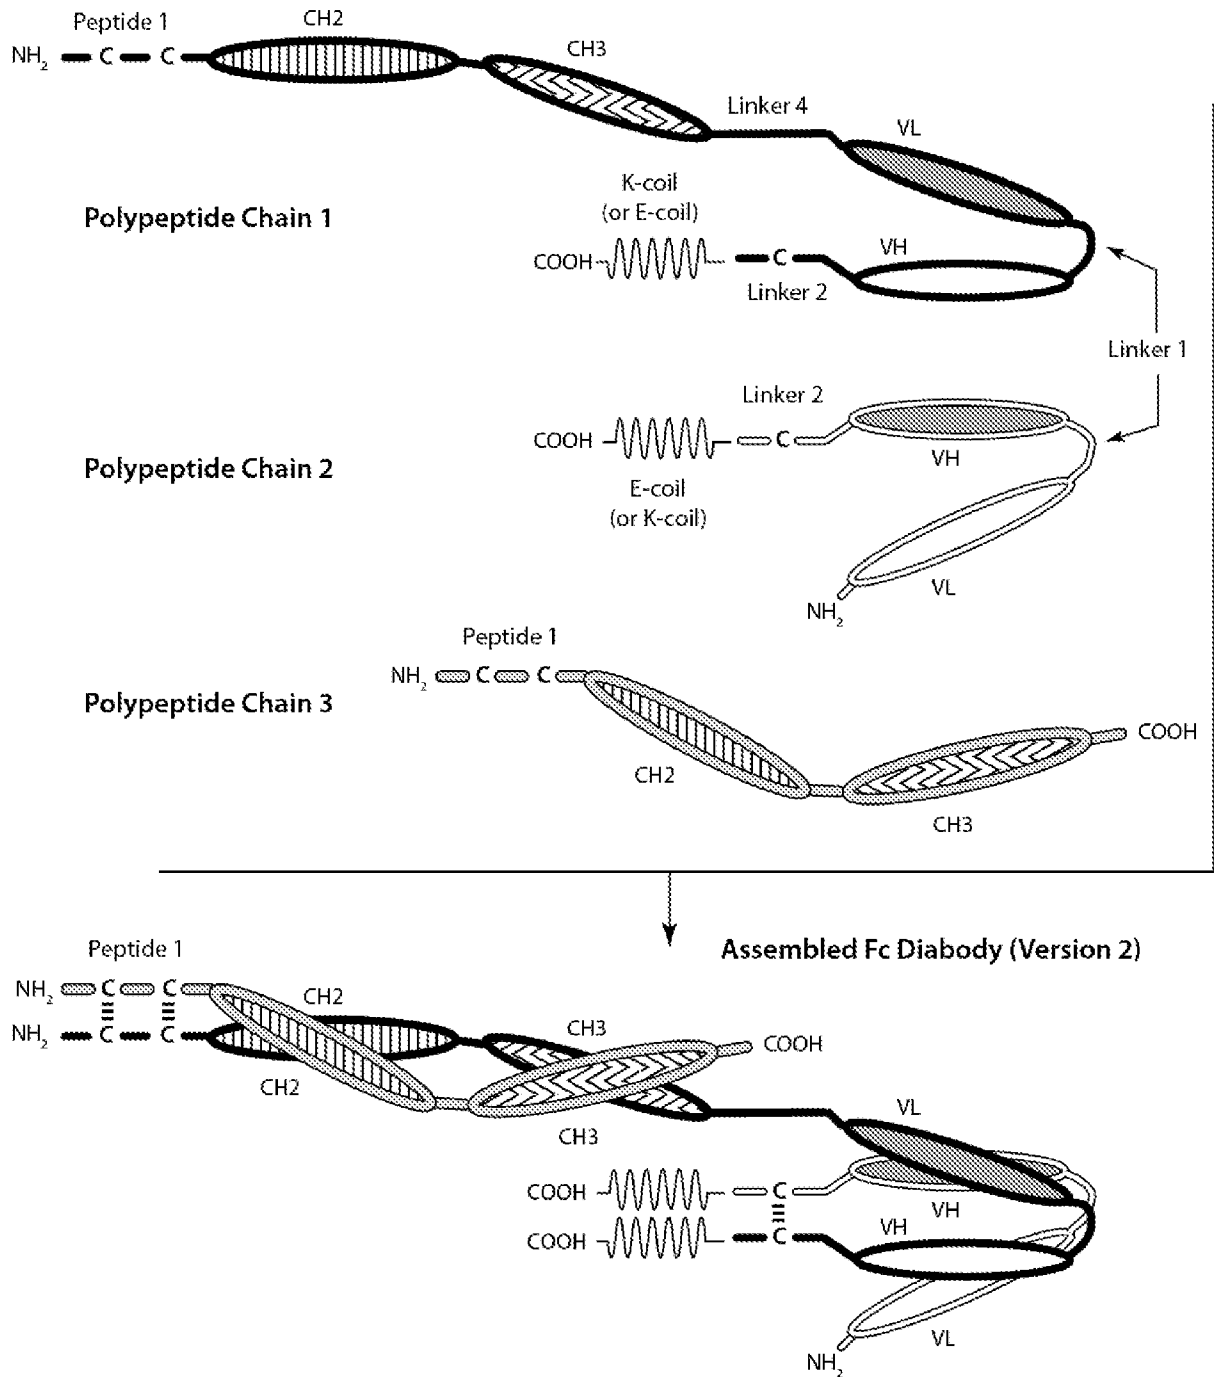 Peptide 1
CH2
NH2 C C
CH3
Linker 4
VL
Polypeptide Chain 1
K-coil
(or E-coil)
COOH
C
VH
Linker 2
Linker 1
Polypeptide Chain 2
Linker 2
COOH
C
VH
E-coil
(or K-coil)
VL
NH2
Polypeptide Chain 3
Peptide 1
NH2 C C
CH2
COOH
CH3
Assembled Fc Diabody (Version 2)
Peptide 1
NH2 C C
CH2
NH2 C C
CH3
COOH
CH2
CH3
VL
COOH
C
VH
COOH
C
VH
VL
NH2